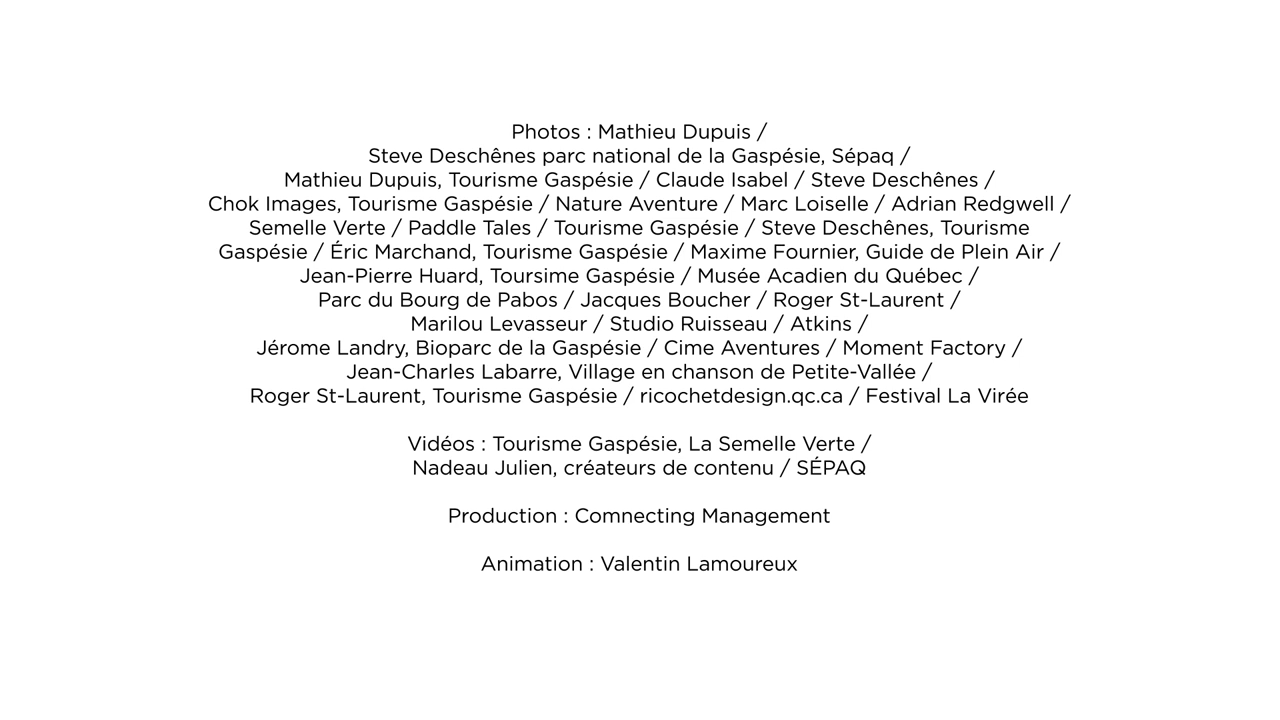 Photos : Mathieu Dupuis /
Steve Deschênes parc national de la Gaspésie, Sépaq /
Mathieu Dupuis, Tourisme Gaspésie / Claude Isabel / Steve Deschênes /
Chok Images, Tourisme Gaspésie / Nature Aventure / Marc Loiselle / Adrian Redgwell /
Semelle Verte / Paddle Tales / Tourisme Gaspésie / Steve Deschênes, Tourisme
Gaspésie / Éric Marchand, Tourisme Gaspésie / Maxime Fournier, Guide de Plein Air /
Jean-Pierre Huard, Toursime Gaspésie / Musée Acadien du Québec /
Parc du Bourg de Pabos / Jacques Boucher / Roger St-Laurent /
Marilou Levasseur / Studio Ruisseau / Atkins /
Jérome Landry, Bioparc de la Gaspésie / Cime Aventures / Moment Factory /
Jean-Charles Labarre, Village en chanson de Petite-Vallée /
Roger St-Laurent, Tourisme Gaspésie / ricochetdesign.qc.ca / Festival La Virée
Vidéos : Tourisme Gaspésie, La Semelle Verte /
Nadeau Julien, créateurs de contenu / SÉPAQ
Production : Comnecting Management
Animation : Valentin Lamoureux